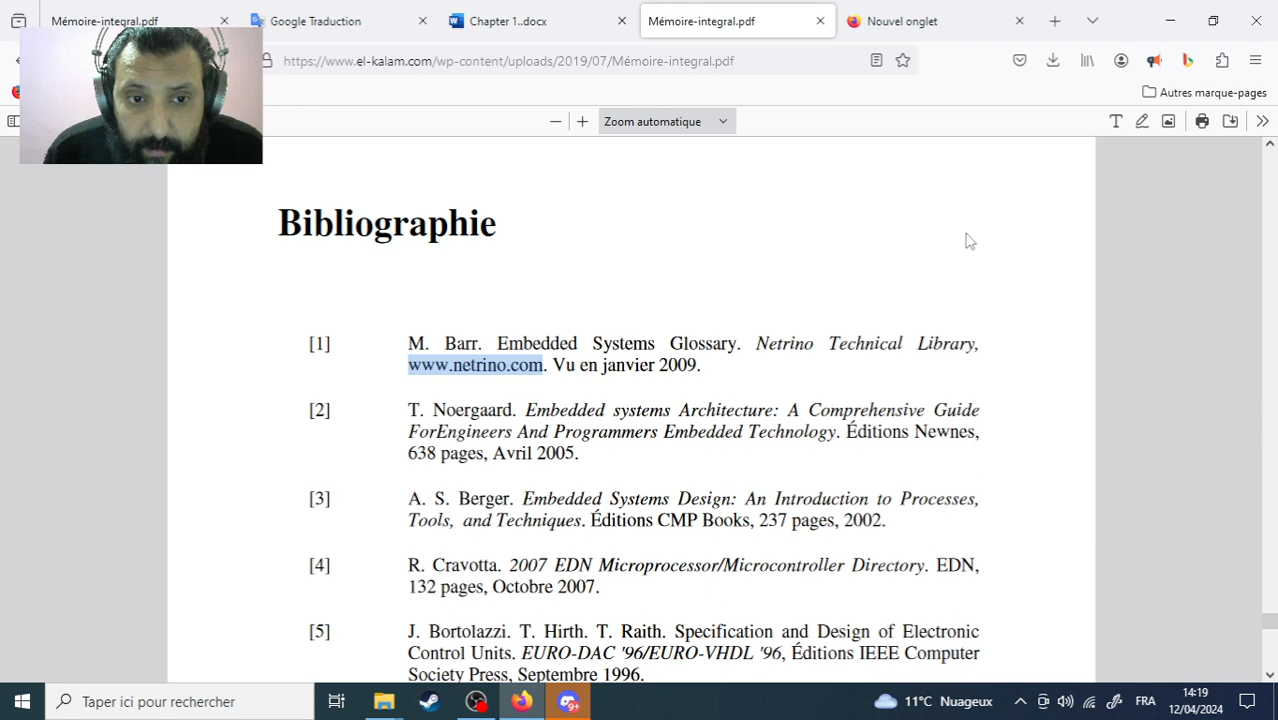 Mémoire-integral.pdf
Google Traduction
Chapter 1..docx
Mémoire-integral.pdf
Nouvel onglet
https://www.el-kalam.com/wp-content/uploads/2019/07/Mémoire-integral.pdf
Autres marque-pages
Zoom automatique
Bibliographie
[1] M. Barr. Embedded Systems Glossary. Netrino Technical Library,
www.netrino.com. Vu en janvier 2009.
[2] T. Noergaard. Embedded systems Architecture: A Comprehensive Guide
ForEngineers And Programmers Embedded Technology. Éditions Newnes,
638 pages, Avril 2005.
[3] A. S. Berger. Embedded Systems Design: An Introduction to Processes,
Tools, and Techniques. Éditions CMP Books, 237 pages, 2002.
[4] R. Cravotta. 2007 EDN Microprocessor/Microcontroller Directory. EDN,
132 pages, Octobre 2007.
[5] J. Bortolazzi. T. Hirth. T. Raith. Specification and Design of Electronic
Control Units. EURO-DAC '96/EURO-VHDL '96, Éditions IEEE Computer
Society Press, Septembre 1996.
Taper ici pour rechercher
9+
11°C Nuageux
FRA
14:19
12/04/2024